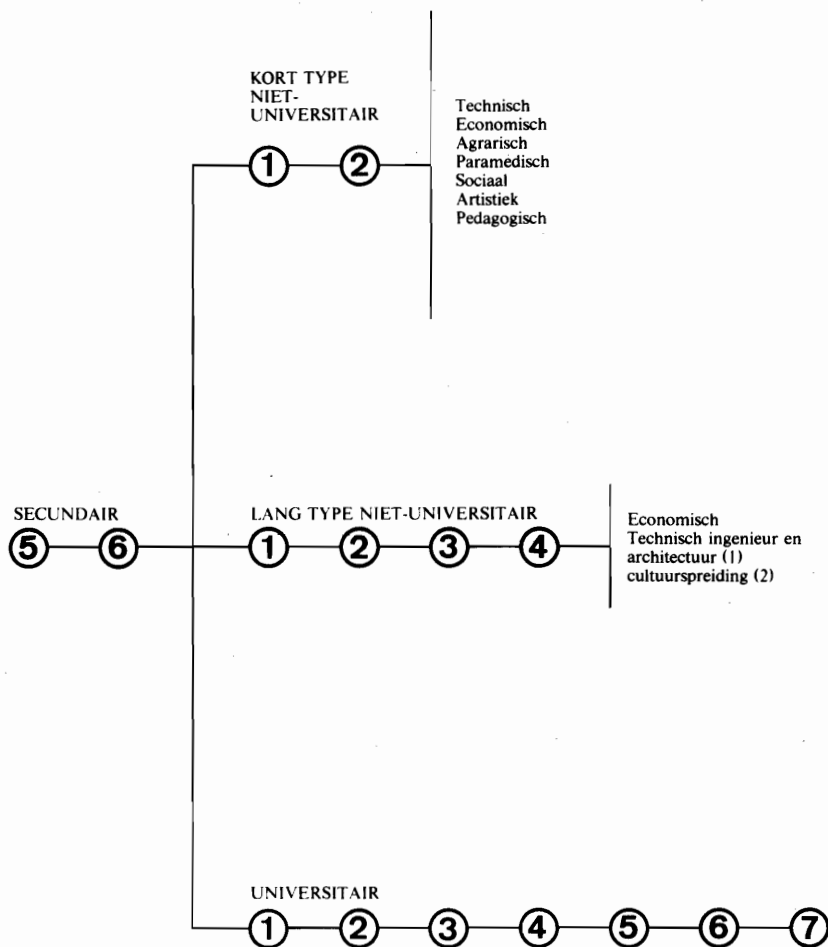 KORT TYPE
NIET-
UNIVERSITAIR
1 2
Technisch
Economisch
Agrarisch
Paramedisch
Sociaal
Artistiek
Pedagogisch
SECUNDAIR
5 6
LANG TYPE NIET-UNIVERSITAIR
1 2 3 4
Economisch
Technisch ingenieur en
architectuur (1)
cultuurspreiding (2)
UNIVERSITAIR
1 2 3 4 5 6 7